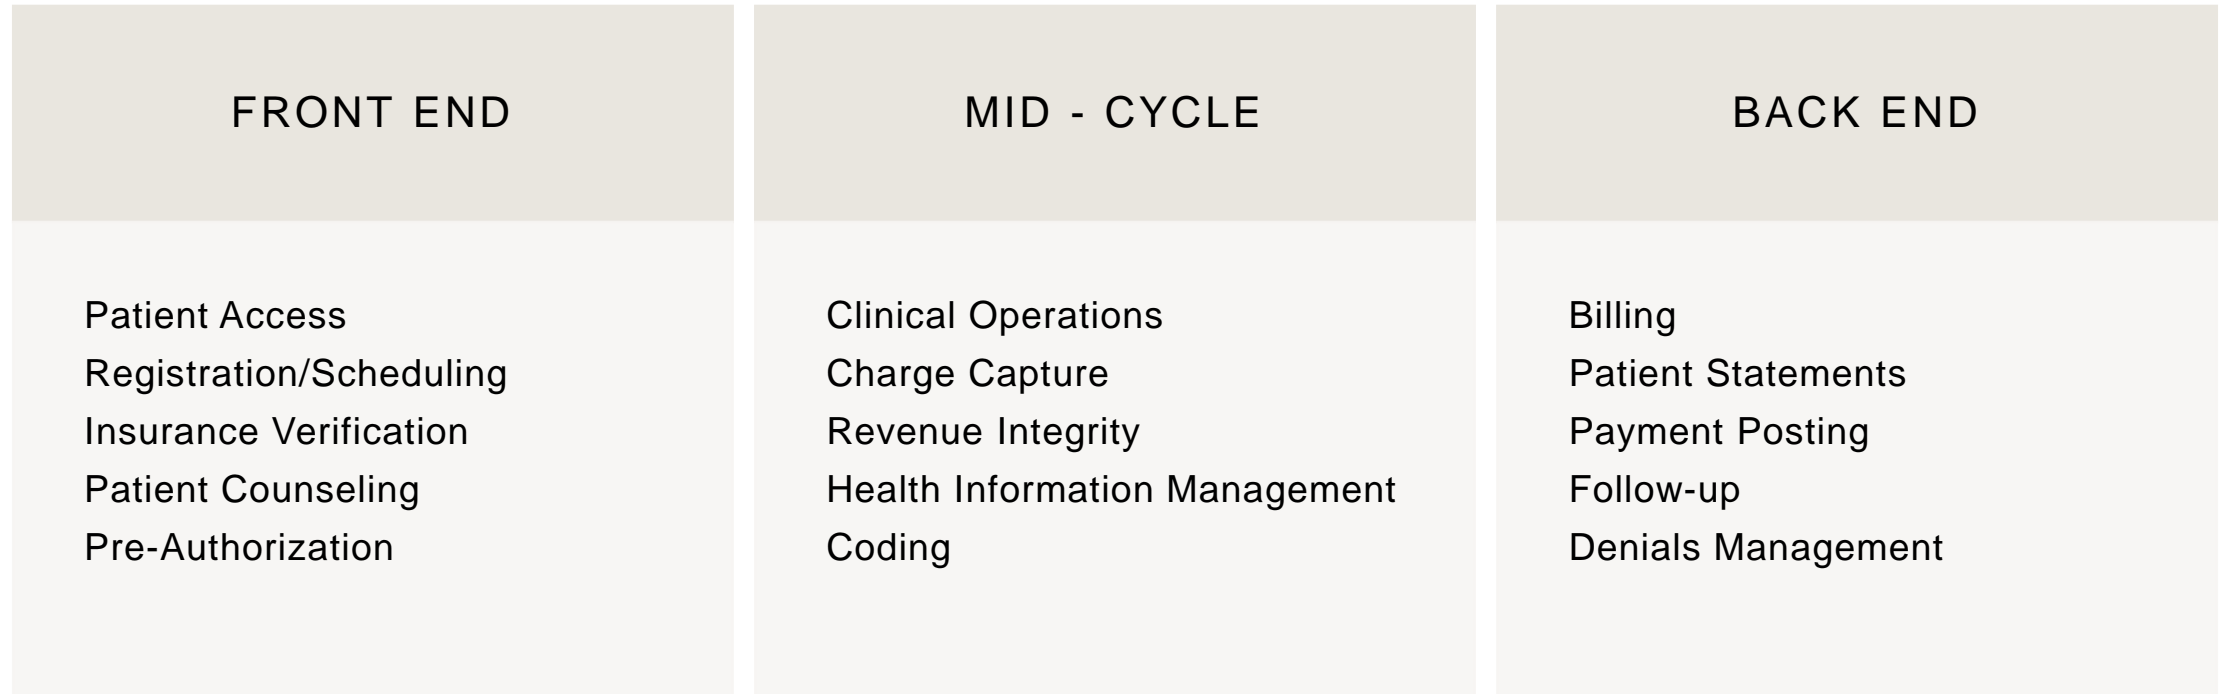 FRONT END
Patient Access
Registration/Scheduling
Insurance Verification
Patient Counseling
Pre-Authorization
MID - CYCLE
Clinical Operations
Charge Capture
Revenue Integrity
Health Information Management
Coding
BACK END
Billing
Patient Statements
Payment Posting
Follow-up
Denials Management